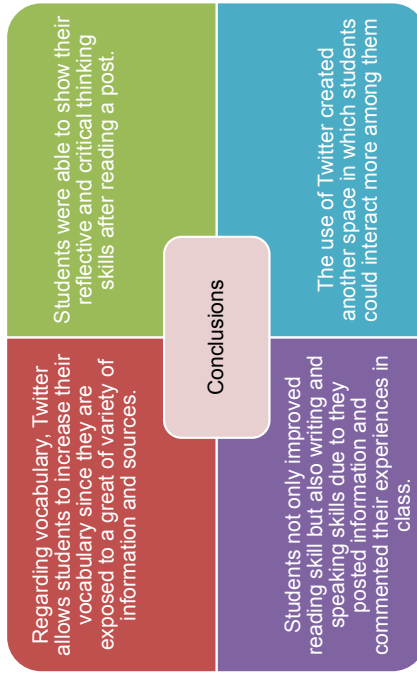 Regarding vocabulary, Twitter
allows students to increase their
vocabulary since they are
exposed to a great of variety of
information and sources.
Students were able to show their
reflective and critical thinking
skills after reading a post.
Conclusions
Students not only improved
reading skill but also writing and
speaking skills due to they
posted information and
commented their experiences in
class.
The use of Twitter created
another space in which students
could interact more among them